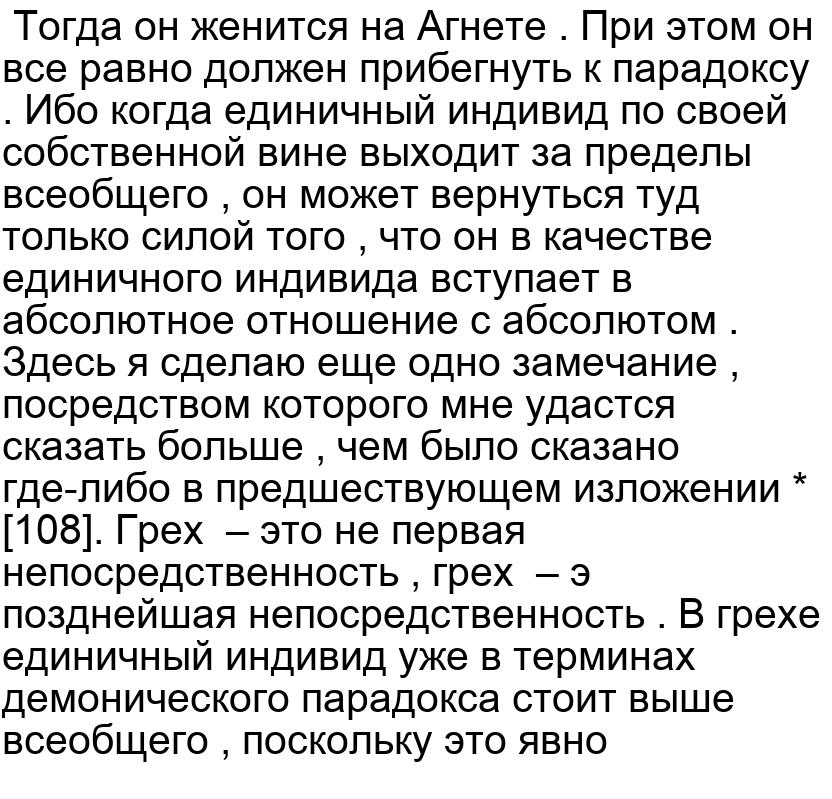 Тогда он женится на Агнете . При этом он
все равно должен прибегнуть к парадоксу
. Ибо когда единичный индивид по своей
собственной вине выходит за пределы
всеобщего , он может вернуться туд
только силой того , что он в качестве
единичного индивида вступает в
абсолютное отношение с абсолютом .
Здесь я сделаю еще одно замечание ,
посредством которого мне удастся
сказать больше , чем было сказано
где-либо в предшествующем изложении *
[108]. Грех – это не первая
непосредственность , грех – э
позднейшая непосредственность . В грехе
единичный индивид уже в терминах
демонического парадокса стоит выше
всеобщего , поскольку это явно